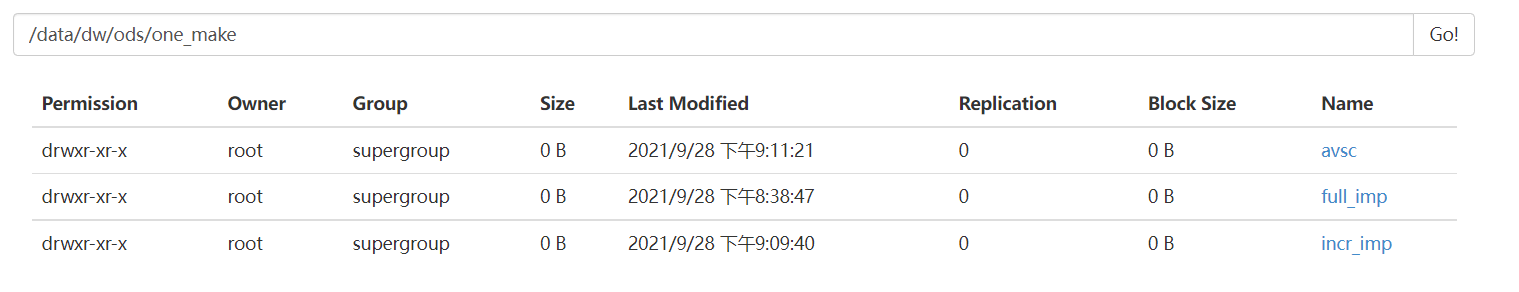 /data/dw/ods/one_make Go!
Permission Owner Group Size Last Modified Replication Block Size Name
drwxr-xr-x root supergroup 0 B 2021/9/28 下午9:11:21 0 0 B avsc
drwxr-xr-x root supergroup 0 B 2021/9/28 下午8:38:47 0 0 B full_imp
drwxr-xr-x root supergroup 0 B 2021/9/28 下午9:09:40 0 0 B incr_imp